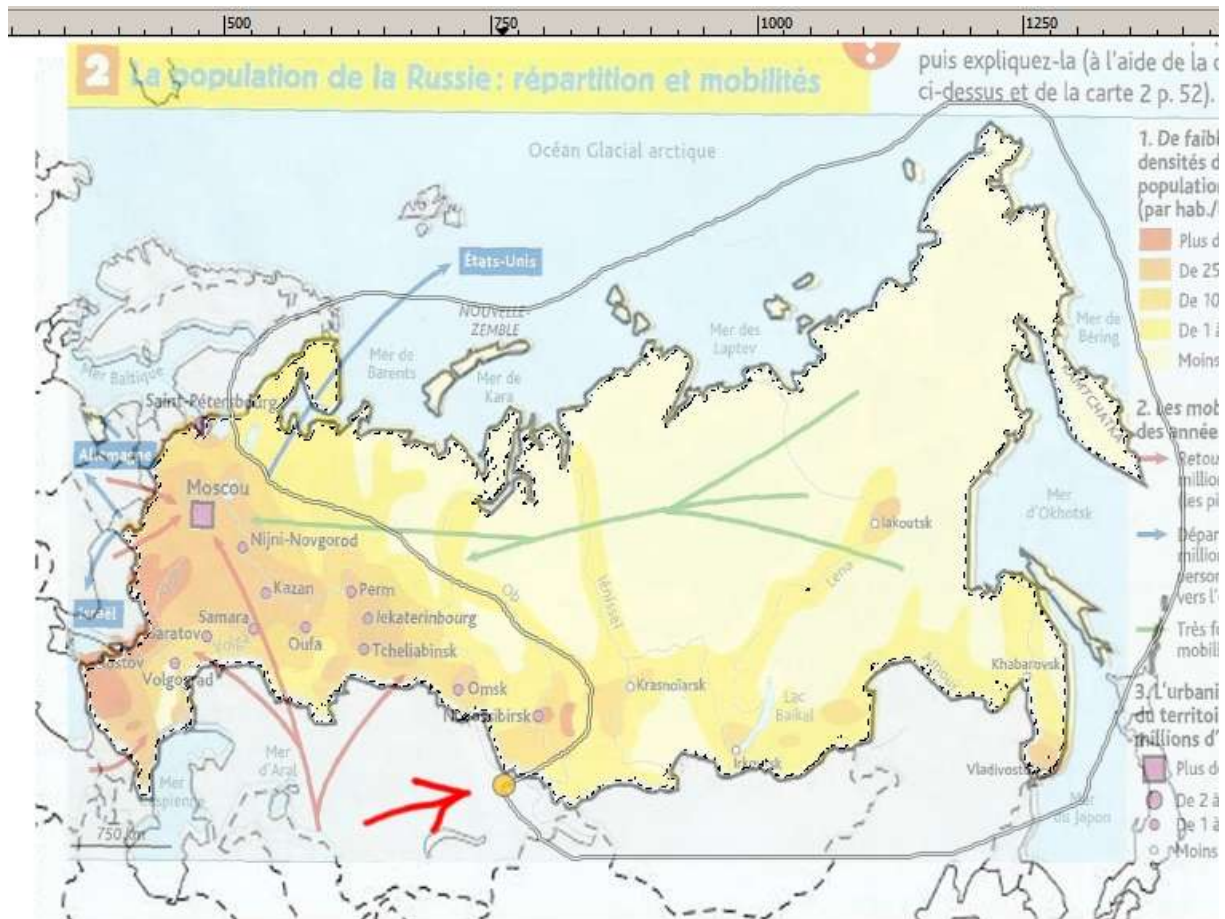 500
750
1000
1250
2 La population de la Russie : répartition et mobilités
puis expliquez-la (à l'aide de la
ci-dessus et de la carte 2 p. 52).
Océan Glacial arctique
1. De faibl
densités d
population
(par hab./
Plus d
De 25
De 10
De 1 à
Moins
États-Unis
NOUVELLE-
ZEMBLE
Mer de
Barents
Mer de
Kara
Mer des
Laptev
Mer de
Béring
KAMTCHATKA
Mer Baltique
Saint-Pétersbourg
Allemagne
Moscou
2. Les mob
des année
Retou
million
(les pi
Mer
d'Okhotsk
Iakoutsk
Nijni-Novgorod
Dépar
million
person
vers l'
Kazan
Perm
Ob
Iénisseï
Léna
Israël
Samara
Iekaterinbourg
Saratov
Oufa
Tcheliabinsk
Très fo
mobili
Volgograd
Omsk
Krasnoïarsk
Lac
Baïkal
Amour
Khabarovsk
3. L'urbani
du territoi
millions d'
Irkoutsk
Mer
d'Aral
Vladivostok
Plus de
De 2 à
De 1 à
Moins
Mer
Caspienne
Mer
du Japon
750 km